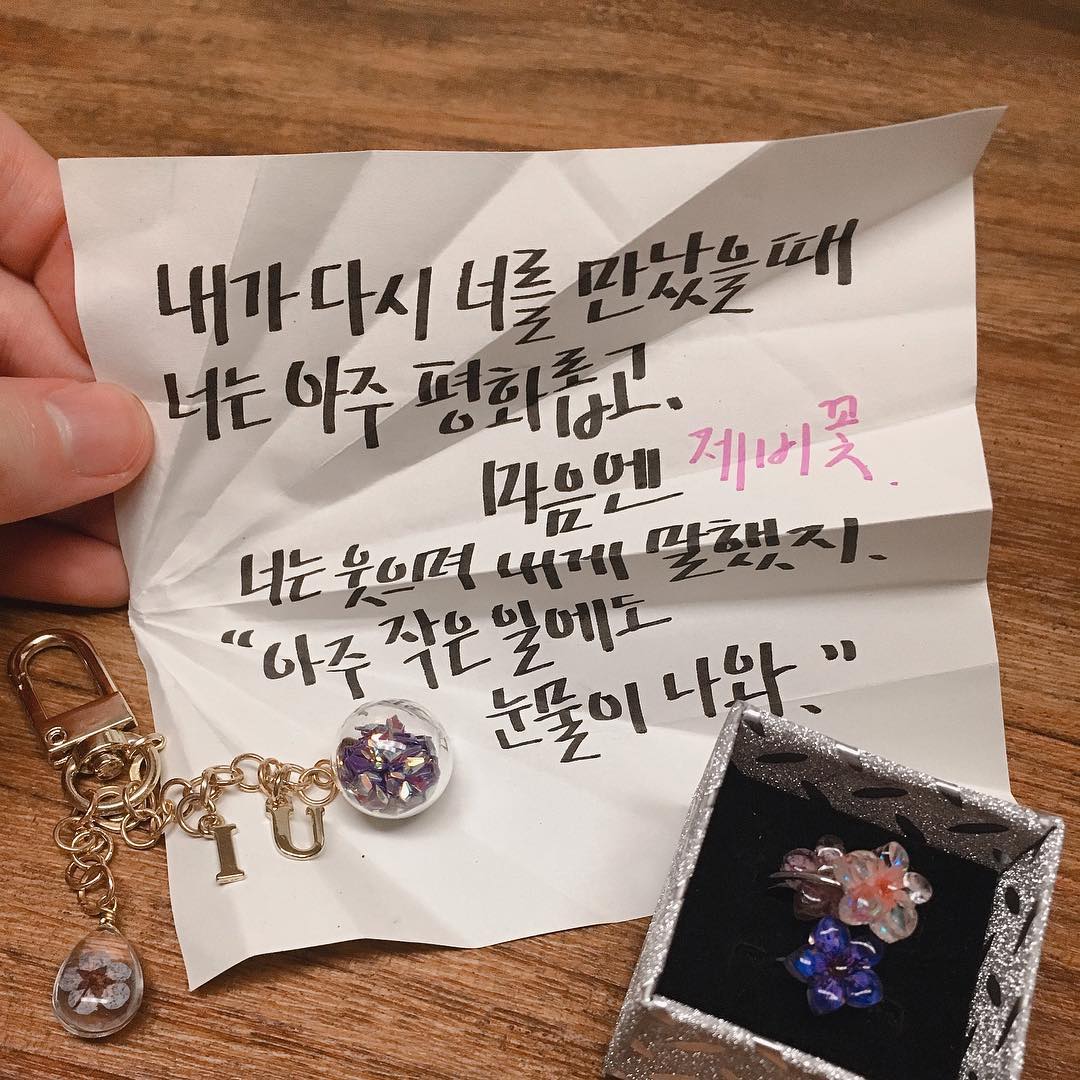 내가 다시 너를 만났을때
너는 아주 평화롭고.
마음엔 제비꽃.
너는 웃으며 내게 말했지.
"아주 작은 일에도
눈물이 나와."
I U